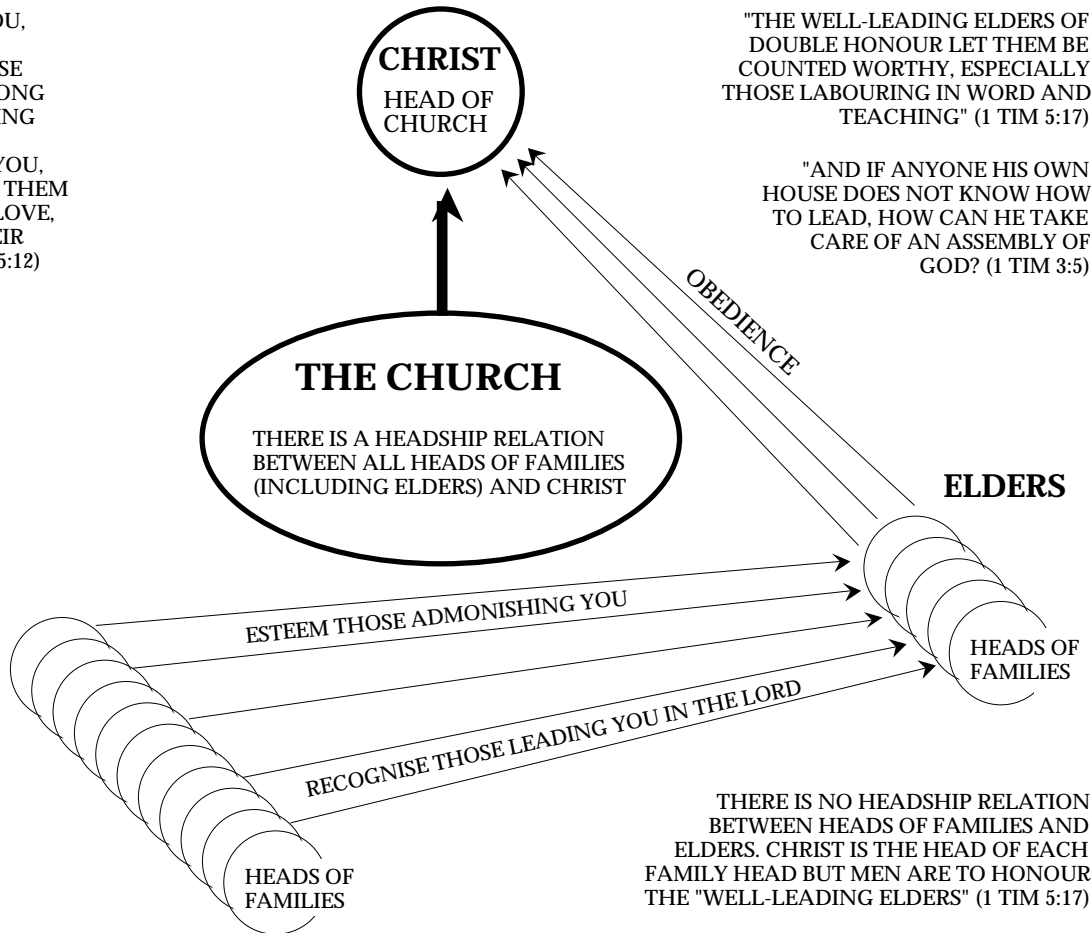 OU,
SE
ONG
ING
YOU,
THEM
LOVE,
EIR
5:12)
CHRIST
HEAD OF
CHURCH
"THE WELL-LEADING ELDERS OF
DOUBLE HONOUR LET THEM BE
COUNTED WORTHY, ESPECIALLY
THOSE LABOURING IN WORD AND
TEACHING" (1 TIM 5:17)
"AND IF ANYONE HIS OWN
HOUSE DOES NOT KNOW HOW
TO LEAD, HOW CAN HE TAKE
CARE OF AN ASSEMBLY OF
GOD? (1 TIM 3:5)
OBEDIENCE
THE CHURCH
THERE IS A HEADSHIP RELATION
BETWEEN ALL HEADS OF FAMILIES
(INCLUDING ELDERS) AND CHRIST
ELDERS
ESTEEM THOSE ADMONISHING YOU
HEADS OF
FAMILIES
RECOGNISE THOSE LEADING YOU IN THE LORD
HEADS OF
FAMILIES
THERE IS NO HEADSHIP RELATION
BETWEEN HEADS OF FAMILIES AND
ELDERS. CHRIST IS THE HEAD OF EACH
FAMILY HEAD BUT MEN ARE TO HONOUR
THE "WELL-LEADING ELDERS" (1 TIM 5:17)